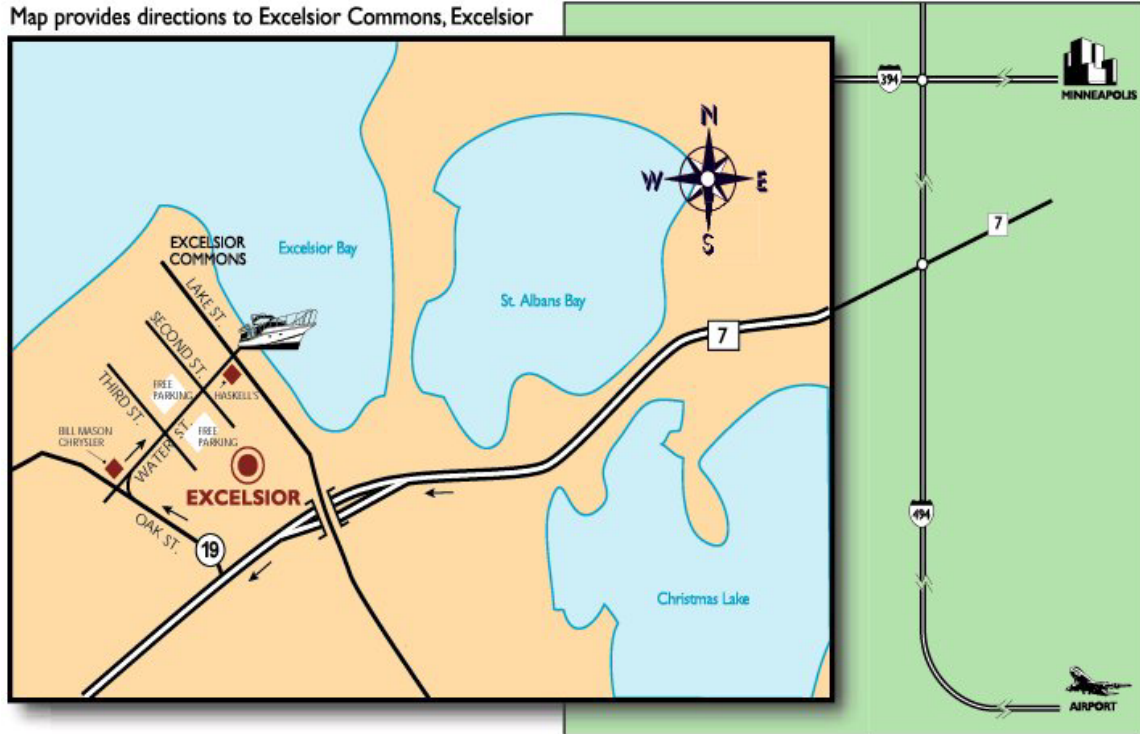 Map provides directions to Excelsior Commons, Excelsior
394
MINNEAPOLIS
N
W
E
S
7
EXCELSIOR
COMMONS
Excelsior Bay
St. Albans Bay
7
LAKE ST.
SECOND ST.
THIRD ST.
FREE
PARKING
HASKELL'S
BILL MASON
CHRYSLER
WATER ST.
FREE
PARKING
EXCELSIOR
OAK ST.
19
494
Christmas Lake
AIRPORT